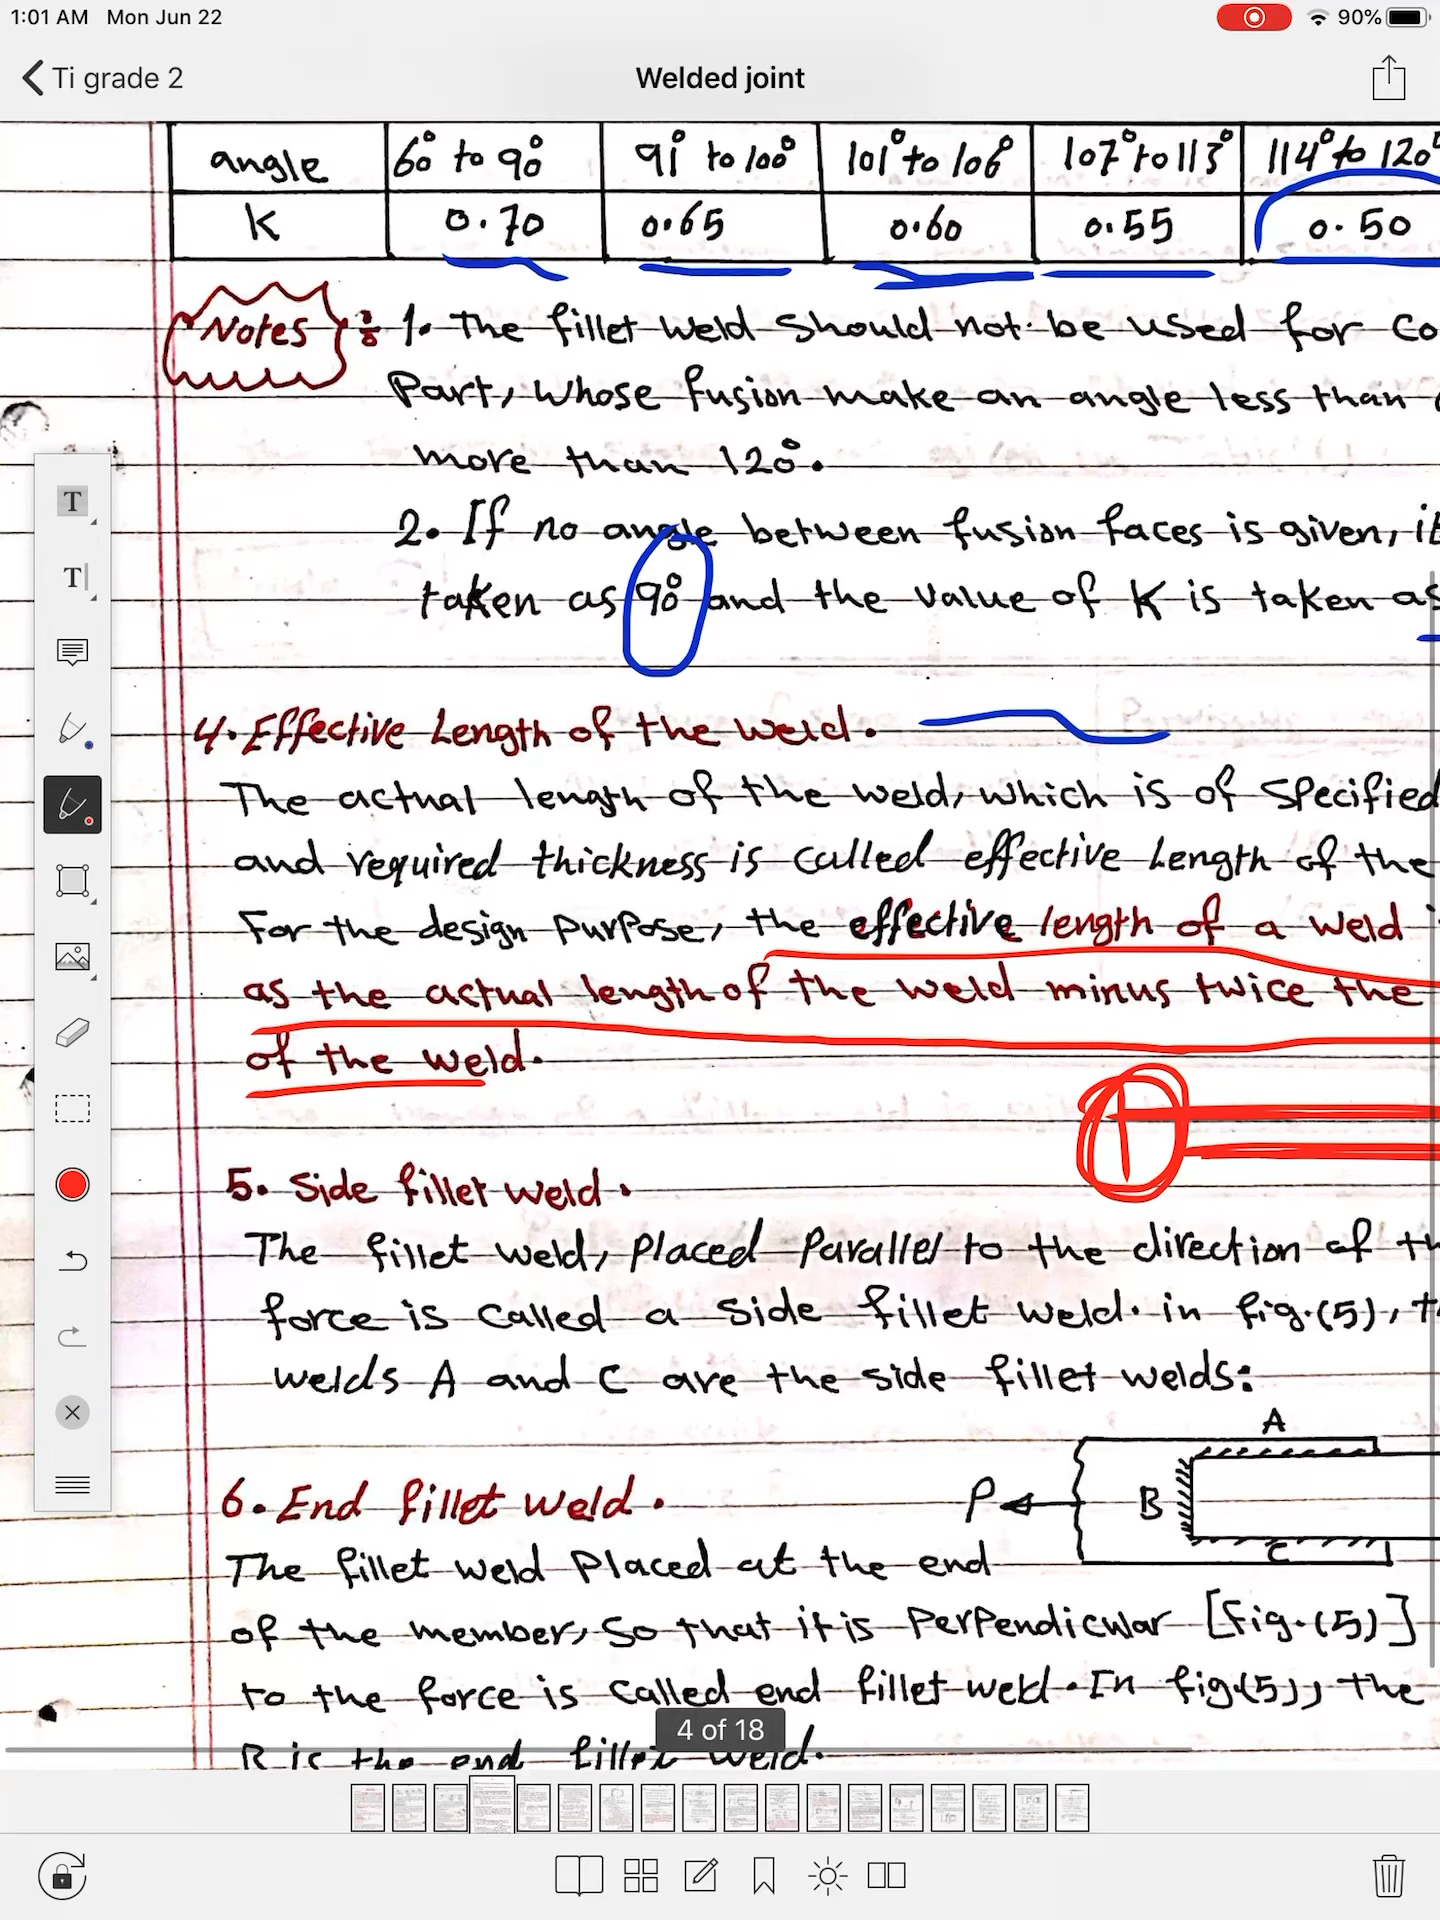 1:01 AM Mon Jun 22
90%
Ti grade 2
Welded joint
angle 60° to 90° 91° to 100° 101° to 106° 107° to 113° 114° to 120°
K 0.70 0.65 0.60 0.55 0.50
Notes : 1. The fillet weld should not be used for Co
Part, whose fusion make an angle less than
more than 120°.
2. If no angle between fusion faces is given, it
taken as 90° and the value of K is taken as
4. Effective Length of the weld.
The actual length of the weld, which is of Specified
and required thickness is called effective Length of the
For the design Purpose, the effective length of a weld
as the actual length of the weld minus twice the
of the weld.
5. Side fillet weld.
The fillet weld, Placed Parallel to the direction of th
force is Called a Side fillet weld. in fig.(5), t
welds A and C are the side fillet welds:
A
6. End fillet weld.
P B
C
The fillet weld Placed at the end
of the member, So that it is Perpendicular [Fig.(5)]
to the force is Called end fillet weld. In fig(5), the
4 of 18
is the end fillet weld.